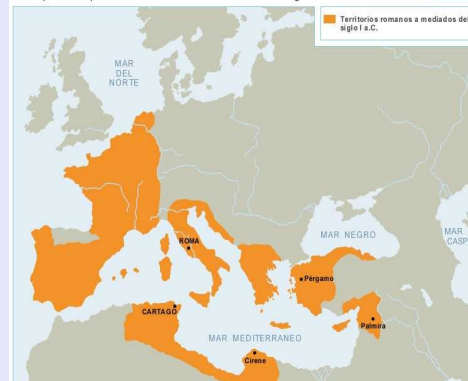 Territorios romanos a mediados del
siglo I a.C.
MAR
DEL
NORTE
MAR NEGRO
MAR
CASP
ROMA
Pérgamo
CARTAGO
Palmira
MAR MEDITERRANEO
Cirene